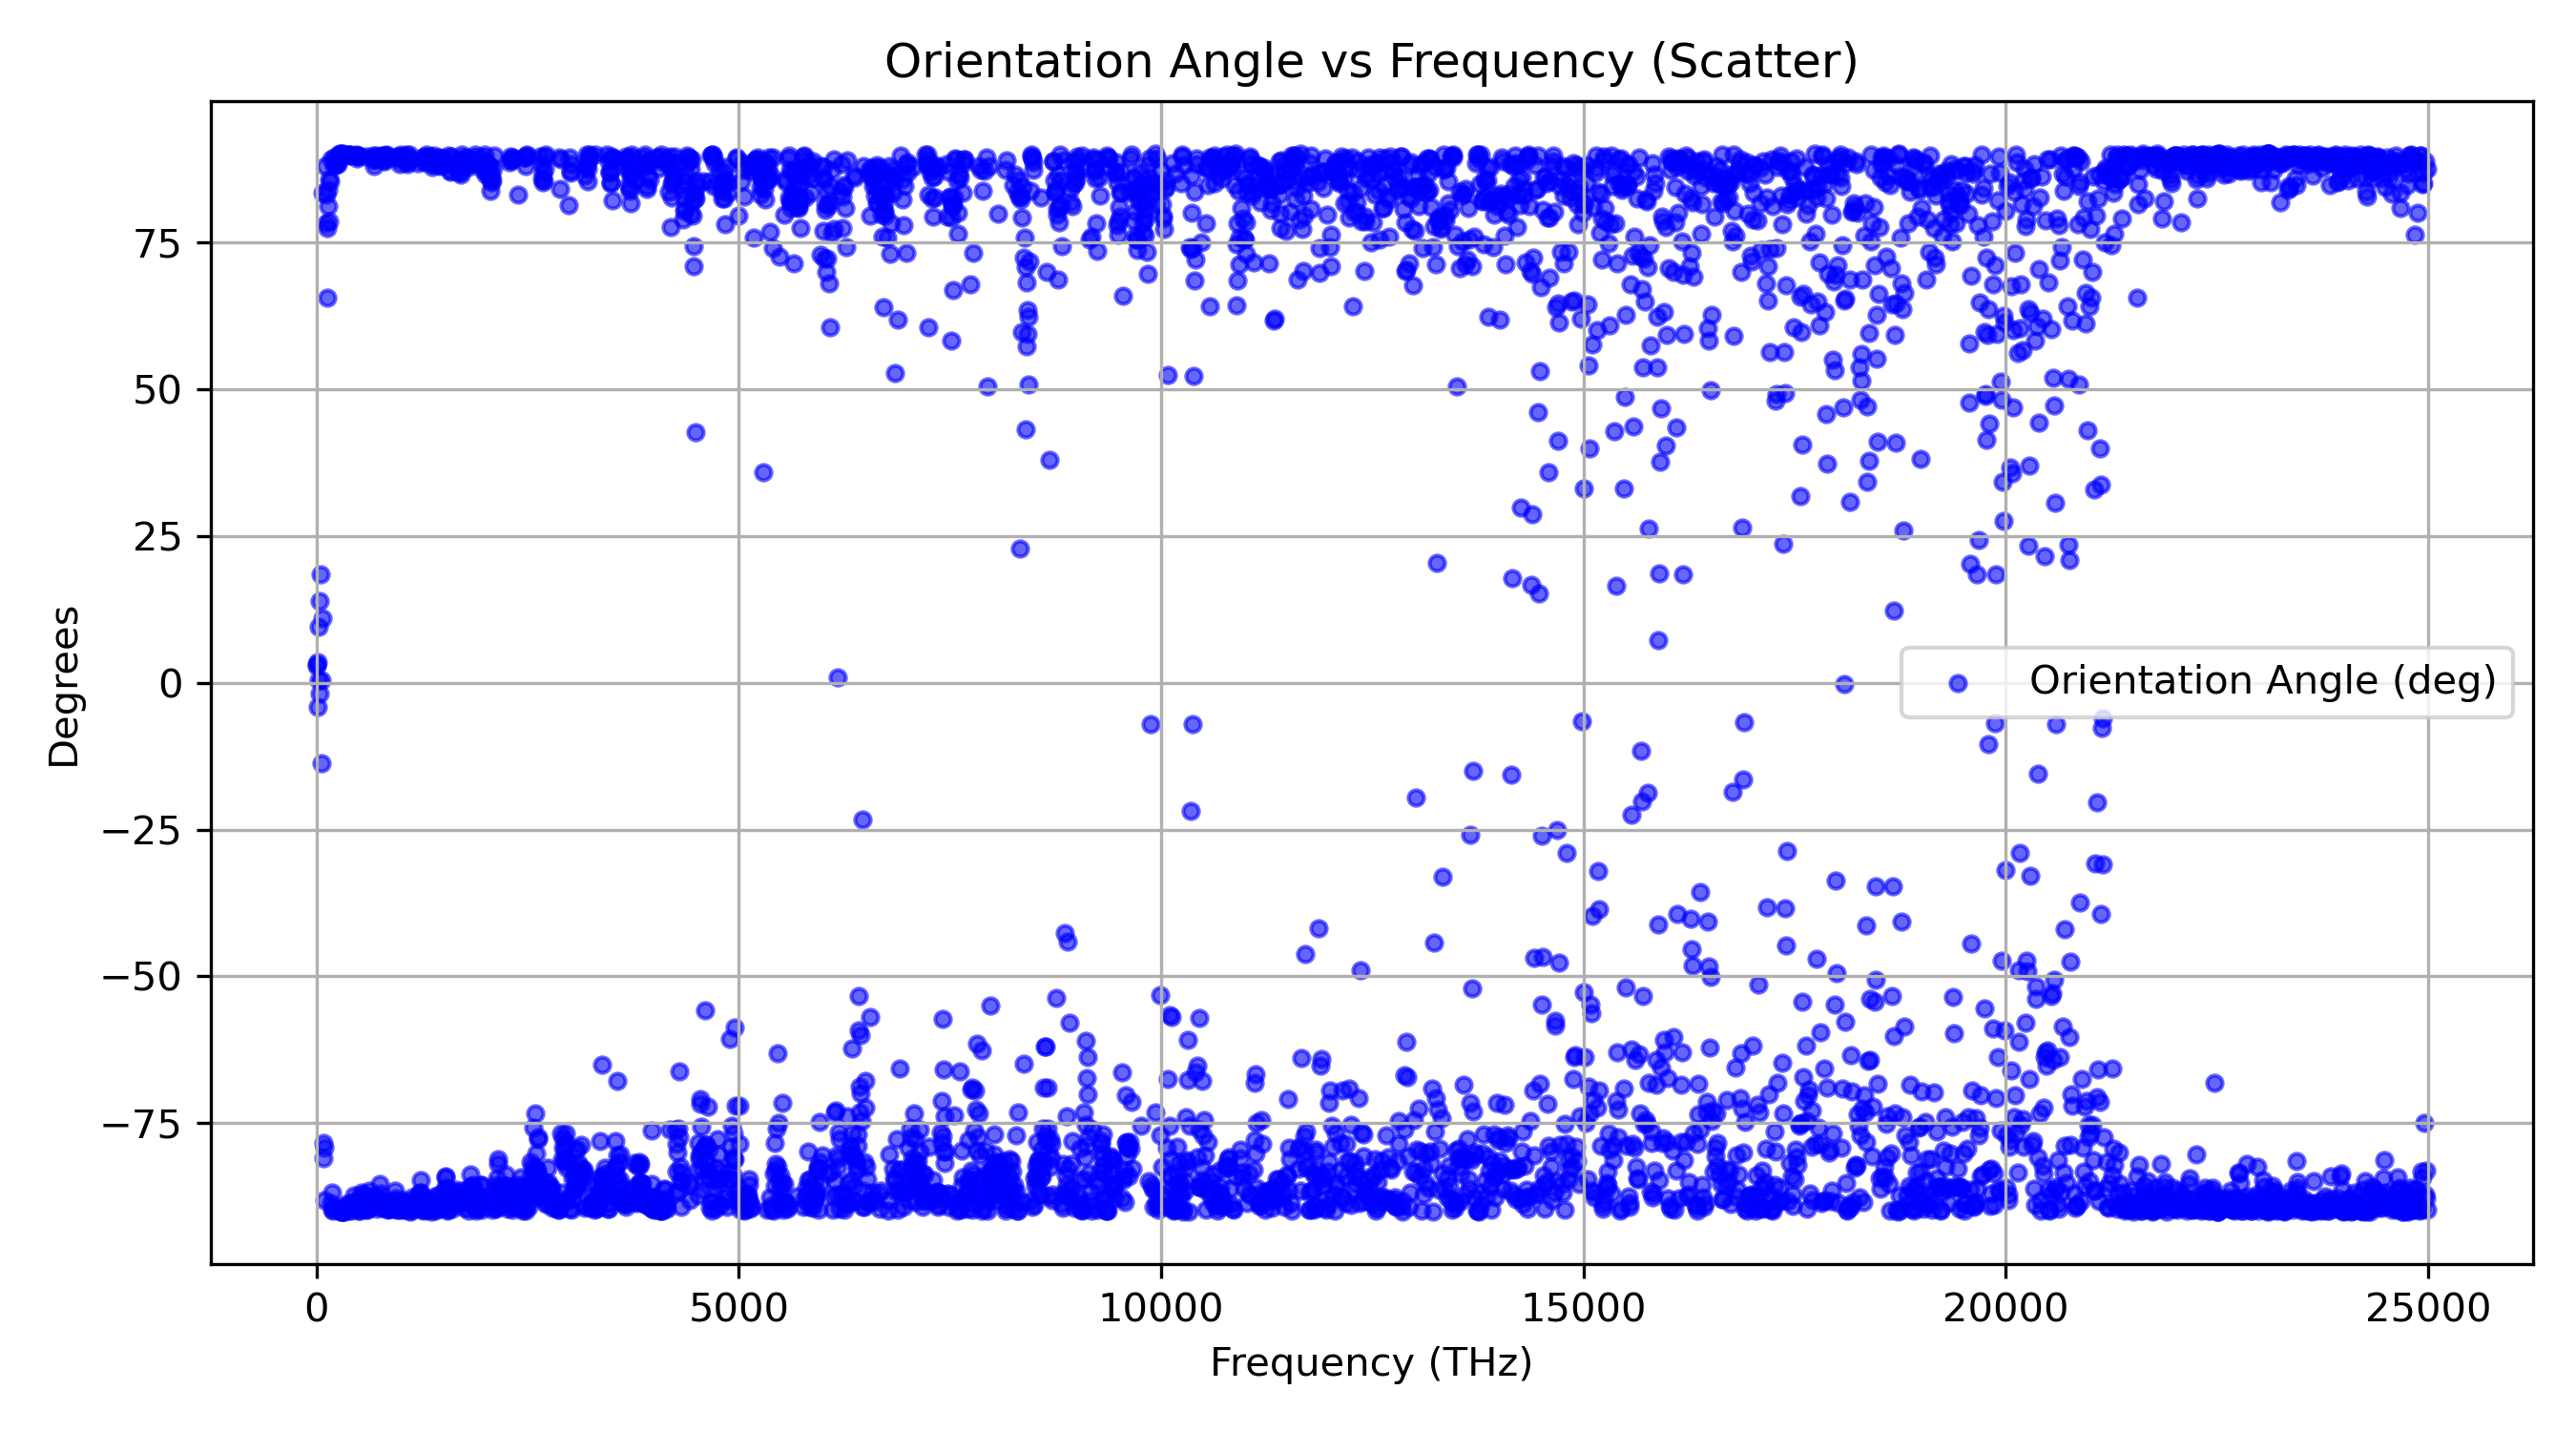 Orientation Angle vs Frequency (Scatter)
75
50
25
0
−25
−50
−75
Degrees
Orientation Angle (deg)
0 5000 10000 15000 20000 25000
Frequency (THz)